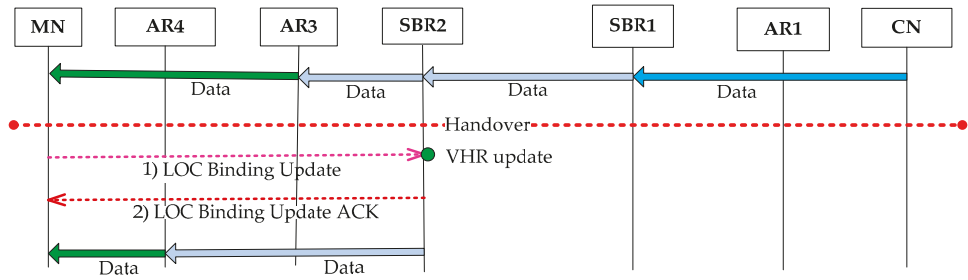 MN AR4 AR3 SBR2 SBR1 AR1 CN
Data Data Data Data
Handover
1) LOC Binding Update VHR update
2) LOC Binding Update ACK
Data Data